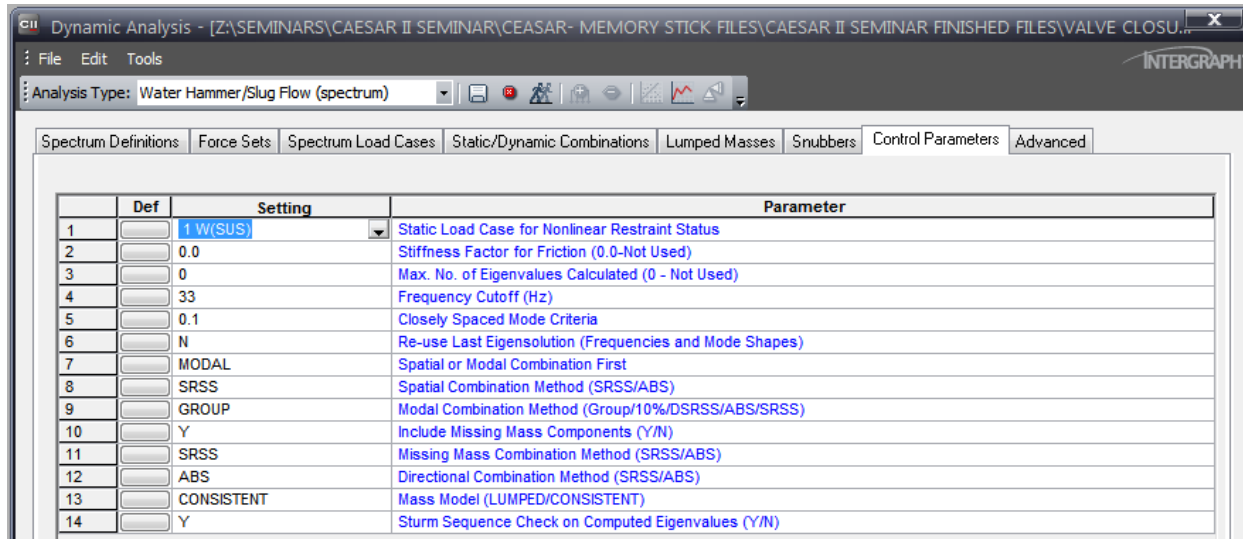 CII Dynamic Analysis - [Z:\SEMINARS\CAESAR II SEMINAR\CEASAR- MEMORY STICK FILES\CAESAR II SEMINAR FINISHED FILES\VALVE CLOSU...
File Edit Tools
INTERGRAPH
Analysis Type: Water Hammer/Slug Flow (spectrum)
Spectrum Definitions Force Sets Spectrum Load Cases Static/Dynamic Combinations Lumped Masses Snubbers Control Parameters Advanced
Def Setting Parameter
1 1 W(SUS) Static Load Case for Nonlinear Restraint Status
2 0.0 Stiffness Factor for Friction (0.0-Not Used)
3 0 Max. No. of Eigenvalues Calculated (0 - Not Used)
4 33 Frequency Cutoff (Hz)
5 0.1 Closely Spaced Mode Criteria
6 N Re-use Last Eigensolution (Frequencies and Mode Shapes)
7 MODAL Spatial or Modal Combination First
8 SRSS Spatial Combination Method (SRSS/ABS)
9 GROUP Modal Combination Method (Group/10%/DSRSS/ABS/SRSS)
10 Y Include Missing Mass Components (Y/N)
11 SRSS Missing Mass Combination Method (SRSS/ABS)
12 ABS Directional Combination Method (SRSS/ABS)
13 CONSISTENT Mass Model (LUMPED/CONSISTENT)
14 Y Sturm Sequence Check on Computed Eigenvalues (Y/N)